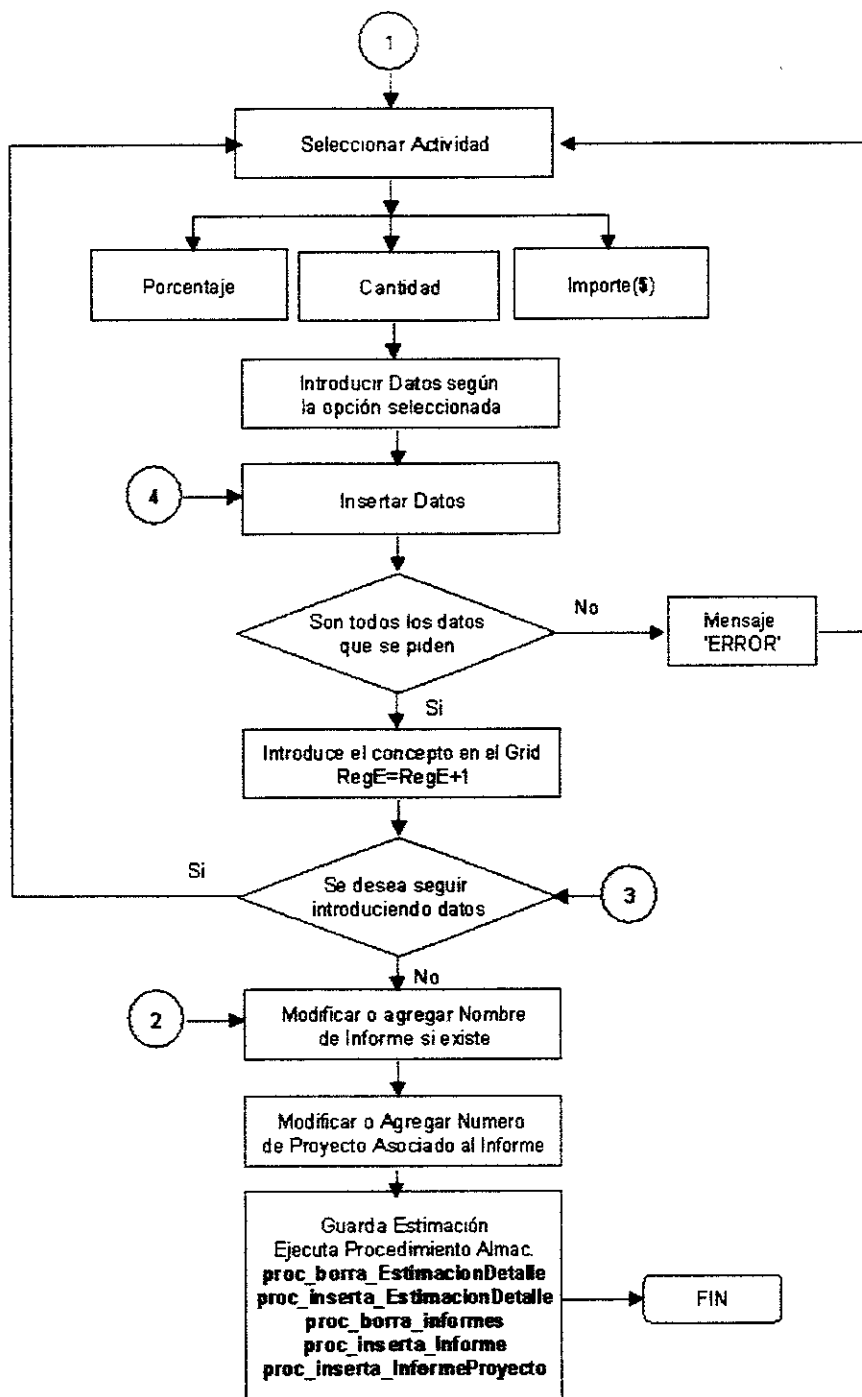 1
Seleccionar Actividad
Porcentaje
Cantidad
Importe($)
Introducir Datos según
la opción seleccionada
4
Insertar Datos
Son todos los datos
que se piden
No
Mensaje
'ERROR'
Si
Introduce el concepto en el Grid
RegE=RegE+1
Si
Se desea seguir
introduciendo datos
3
No
2
Modificar o agregar Nombre
de Informe si existe
Modificar o Agregar Numero
de Proyecto Asociado al Informe
Guarda Estimación
Ejecuta Procedimiento Almac.
proc_borra_EstimacionDetalle
proc_inserta_EstimacionDetalle
proc_borra_informes
proc_inserta_Informe
proc_inserta_InformeProyecto
FIN